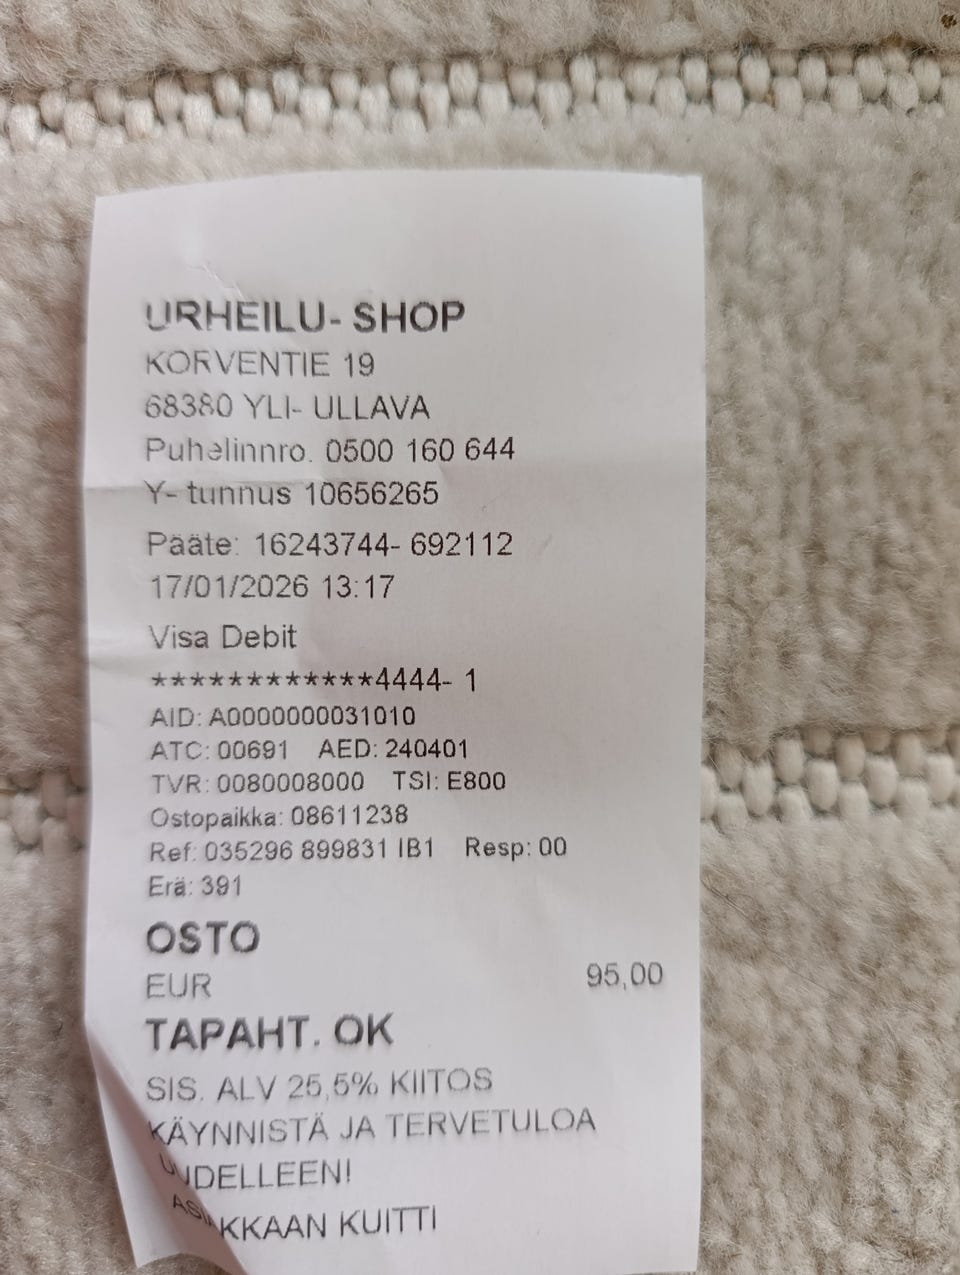 URHEILU- SHOP
KORVENTIE 19
68380 YLI- ULLAVA
Puhelinnro. 0500 160 644
Y- tunnus 10656265
Pääte: 16243744- 692112
17/01/2026 13:17
Visa Debit
************4444- 1
AID: A0000000031010
ATC: 00691 AED: 240401
TVR: 0080008000 TSI: E800
Ostopaikka: 08611238
Ref: 035296 899831 IB1 Resp: 00
Erä: 391
OSTO
EUR 95,00
TAPAHT. OK
SIS. ALV 25,5% KIITOS
KÄYNNISTÄ JA TERVETULOA
UUDELLEEN!
ASIAKKAAN KUITTI